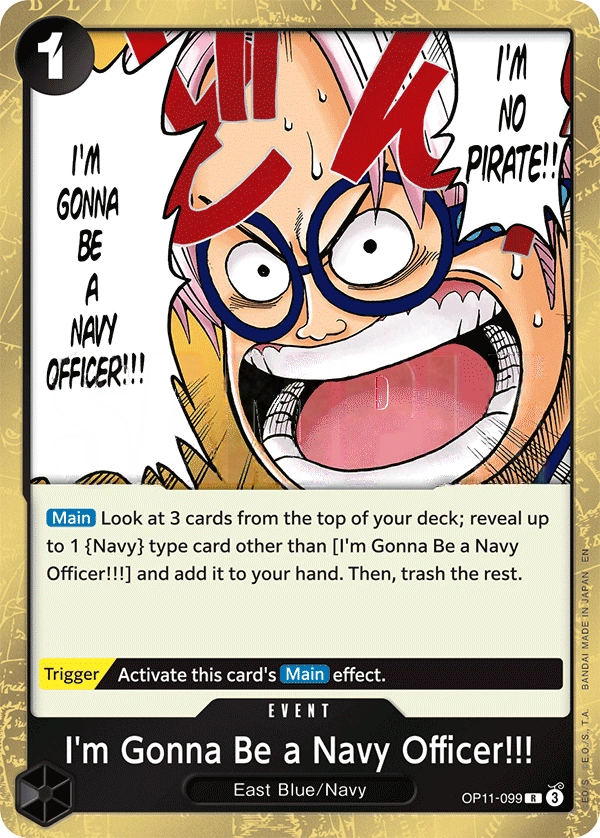 1
I'M
NO
PIRATE!!
I'M
GONNA
BE
A
NAVY
OFFICER!!!
Main Look at 3 cards from the top of your deck; reveal up
to 1 {Navy} type card other than [I'm Gonna Be a Navy
Officer!!!] and add it to your hand. Then, trash the rest.
Trigger Activate this card's Main effect.
EVENT
I'm Gonna Be a Navy Officer!!!
East Blue/Navy
OP11-099 R 3
©E.O./S. ©E.O./S., T.A. BANDAI MADE IN JAPAN EN